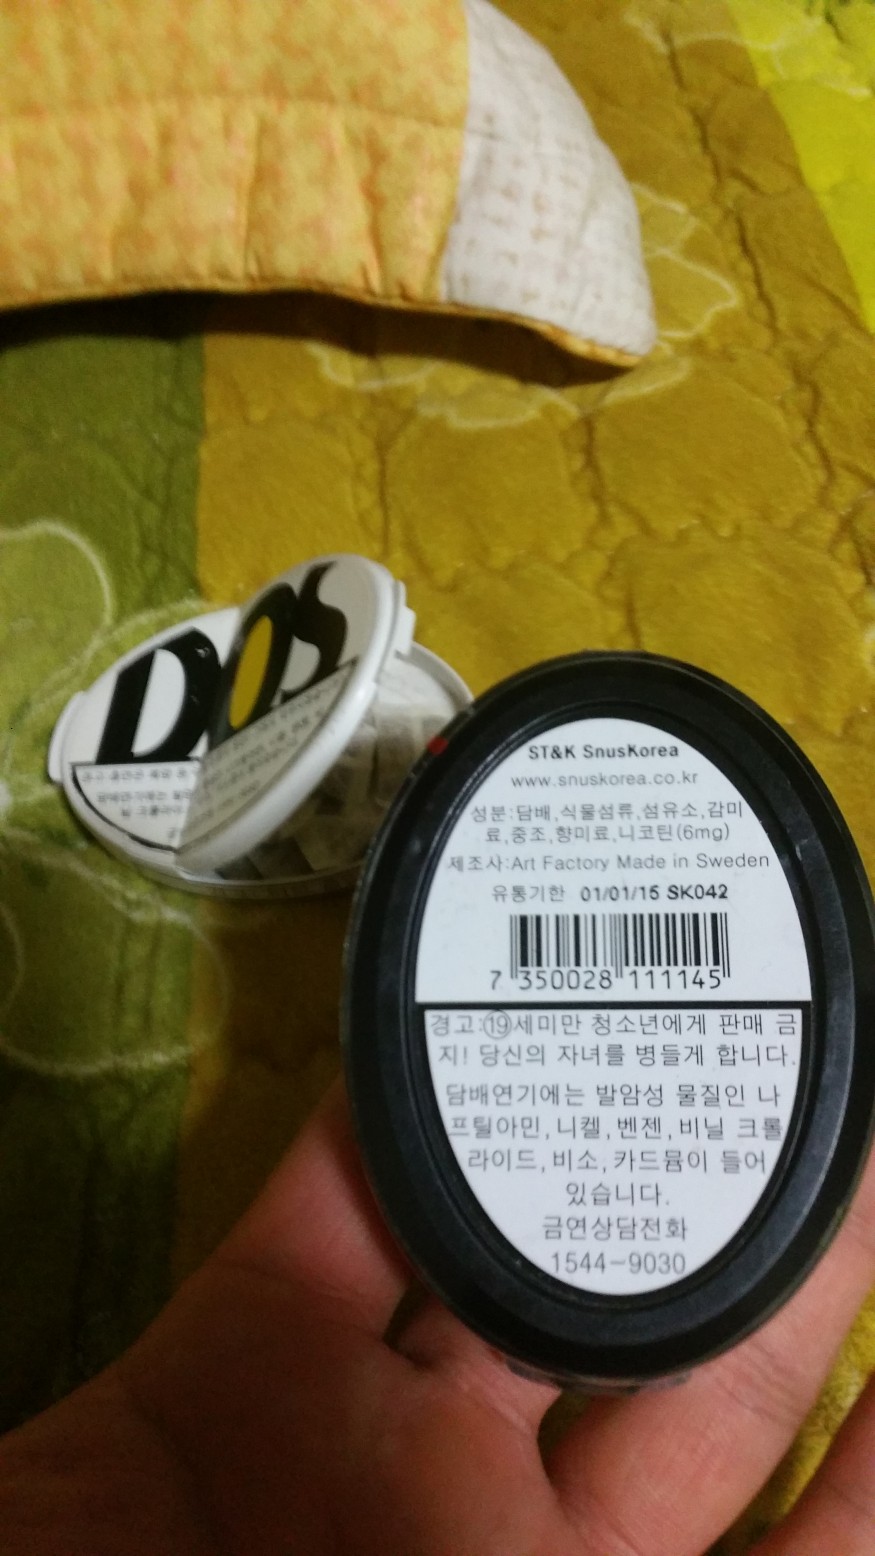 DOS
ST&K SnusKorea
www.snuskorea.co.kr
성분:담배,식물섬류,섬유소,감미
료,중조,향미료,니코틴(6mg)
제조사:Art Factory Made in Sweden
유통기한 01/01/15 SK042
7 350028 111145
경고:⑲세미만 청소년에게 판매 금
지! 당신의 자녀를 병들게 합니다.
담배연기에는 발암성 물질인 나
프틸아민,니켈,벤젠,비닐 크롤
라이드,비소,카드뮴이 들어
있습니다.
금연상담전화
1544-9030